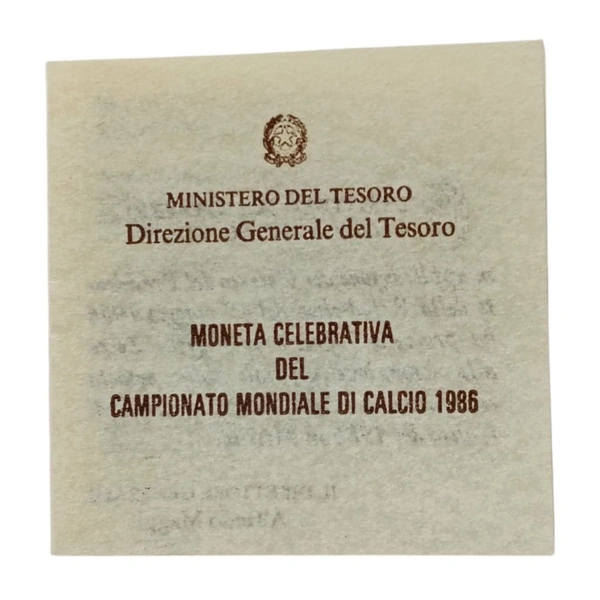 MINISTERO DEL TESORO
Direzione Generale del Tesoro
MONETA CELEBRATIVA
DEL
CAMPIONATO MONDIALE DI CALCIO 1986